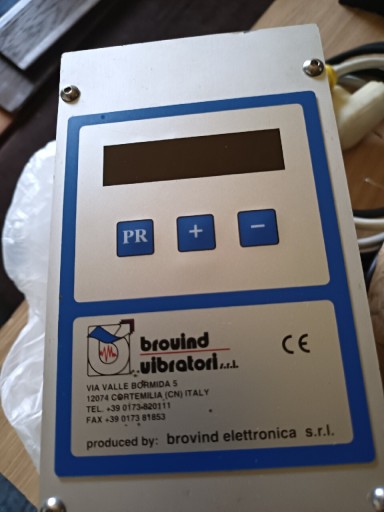 PR
+
−
brovind
vibratori s.r.l.
CE
VIA VALLE BORMIDA 5
12074 CORTEMILIA (CN) ITALY
TEL. +39 0173-820111
FAX +39 0173 81853
produced by: brovind elettronica s.r.l.